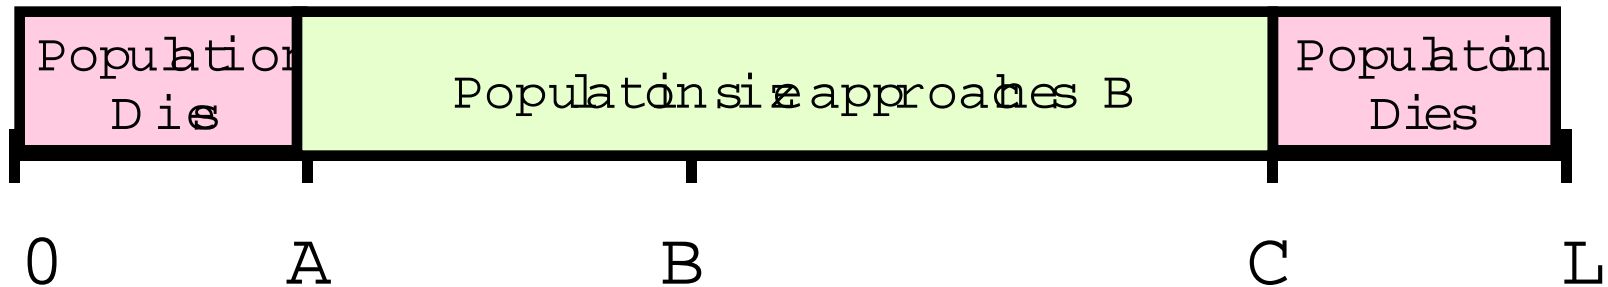 Population
Dies
Population size approaches B
Population
Dies
0 A B C L